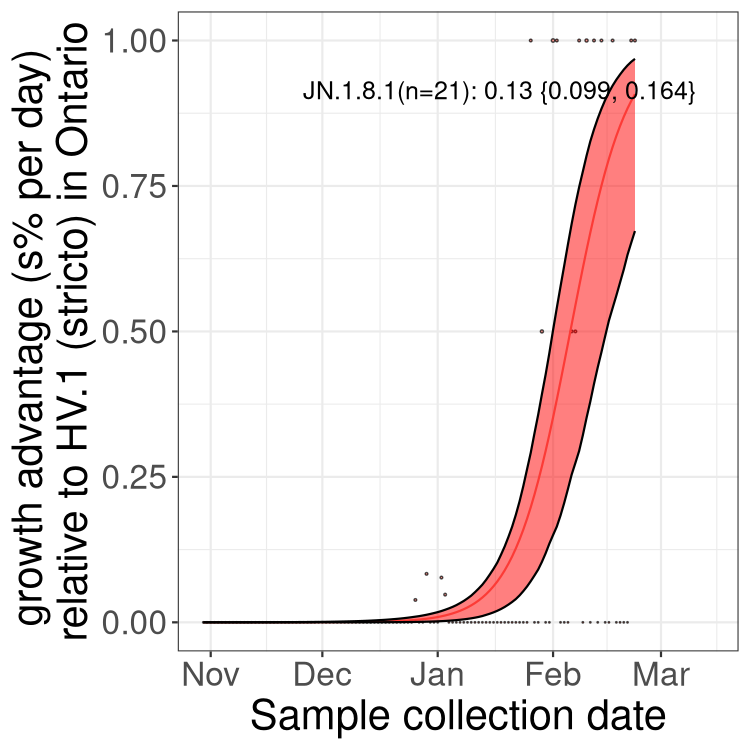 growth advantage (s% per day)
relative to HV.1 (stricto) in Ontario
1.00
0.75
0.50
0.25
0.00
JN.1.8.1(n=21): 0.13 {0.099, 0.164}
Nov Dec Jan Feb Mar
Sample collection date